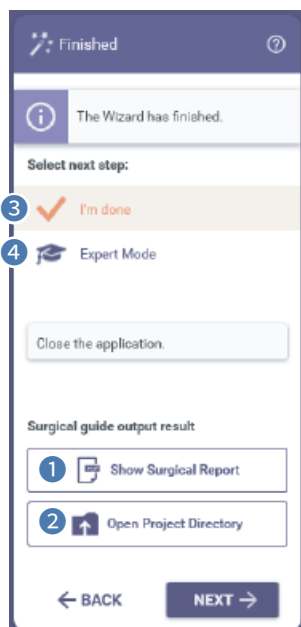 Finished
The Wizard has finished.
Select next step:
3 I'm done
4 Expert Mode
Close the application.
Surgical guide output result
1 Show Surgical Report
2 Open Project Directory
← BACK NEXT →